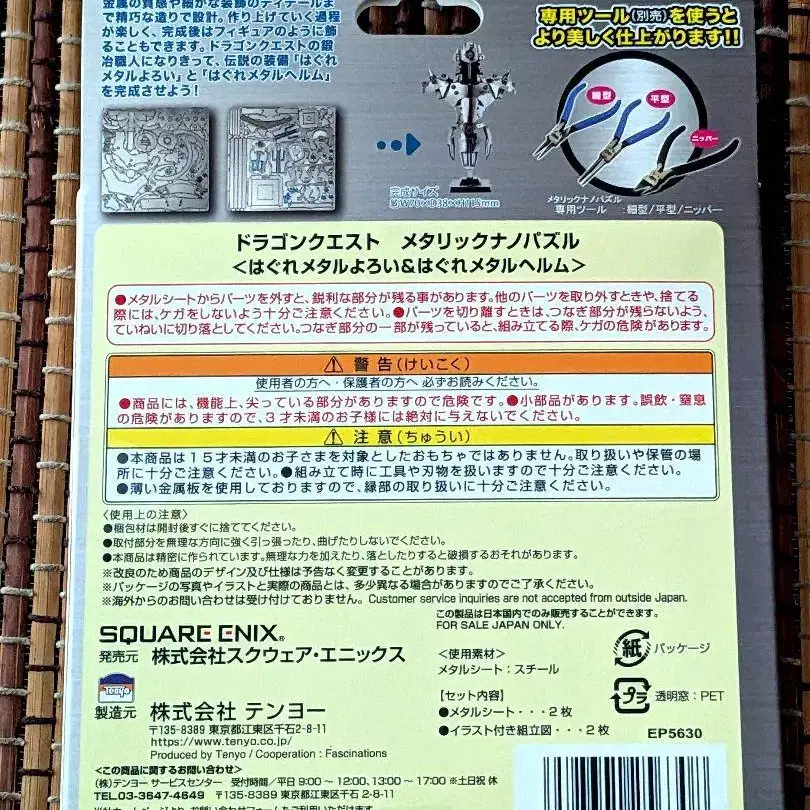 金属の質感や細かな装飾のディテールま
で精巧な造りで設計。作り上げていく過程
が楽しく、完成後はフィギュアのように飾
ることもできます。ドラゴンクエストの鍛
冶職人になりきって、伝説の装備「はぐれ
メタルよろい」と「はぐれメタルヘルム」
を完成させよう!
専用ツール(別売)を使うと
より美しく仕上がります!!
細型
平型
ニッパー
完成サイズ
約W70×D38×H115mm
メタリックナノパズル
専用ツール :細型/平型/ニッパー
ドラゴンクエスト メタリックナノパズル
<はぐれメタルよろい&はぐれメタルヘルム>
●メタルシートからパーツを外すと、鋭利な部分が残る事があります。他のパーツを取り外すときや、捨てる
際には、ケガをしないよう十分ご注意ください。●パーツを切り離すときは、つなぎ部分が残らないよう、
ていねいに切り落としてください。つなぎ部分の一部が残っていると、組み立てる際、ケガの危険があります。
⚠ 警告(けいこく)
使用者の方へ・保護者の方へ 必ずお読みください。
●商品には、機能上、尖っている部分がありますので危険です。●小部品があります。誤飲・窒息
の危険がありますので、3才未満のお子様には絶対に与えないでください。
⚠ 注意(ちゅうい)
●本商品は15才未満のお子さまを対象としたおもちゃではありません。取り扱いや保管の場
所に十分ご注意ください。●組み立て時に工具や刃物を扱いますので十分ご注意ください。
●薄い金属板を使用しておりますので、縁部の取り扱いに十分ご注意ください。
〈使用上の注意〉
●梱包材は開封後すぐに捨ててください。
●取付部分を無理な方向に強く引っ張ったり、曲げたりしないでください。
●本商品は精密に作られています。無理な力を加えたり、落としたりすると破損するおそれがあります。
※改良のため商品のデザイン及び仕様は予告なく変更することがあります。
※パッケージの写真やイラストと実際の商品とは、多少異なる場合がありますのでご了承ください。
※海外からのお問い合わせは受け付けておりません。 Customer service inquiries are not accepted from outside Japan.
この製品は日本国内でのみ販売することができます。
FOR SALE JAPAN ONLY.
SQUARE ENIX®
発売元 株式会社スクウェア・エニックス
Tenyo
製造元 株式会社 テンヨー
〒135-8389 東京都江東区千石2-8-11
https://www.tenyo.co.jp/
Produced by Tenyo / Cooperation : Fascinations
<この商品に関するお問い合わせ>
(株)テンヨー サービスセンター 受付時間/平日 9:00〜12:00、13:00〜17:00 ※土日祝 休
TEL.03-3647-4649 〒135-8389 東京都江東区千石2-8-11
※当社ホームページより、お問い合わせフォームもご利用いただけます。
<使用素材>
メタルシート:スチール
【セット内容】
●メタルシート・・・2枚
●イラスト付き組立図・・・2枚
紙 パッケージ
プラ 透明窓:PET
EP5630